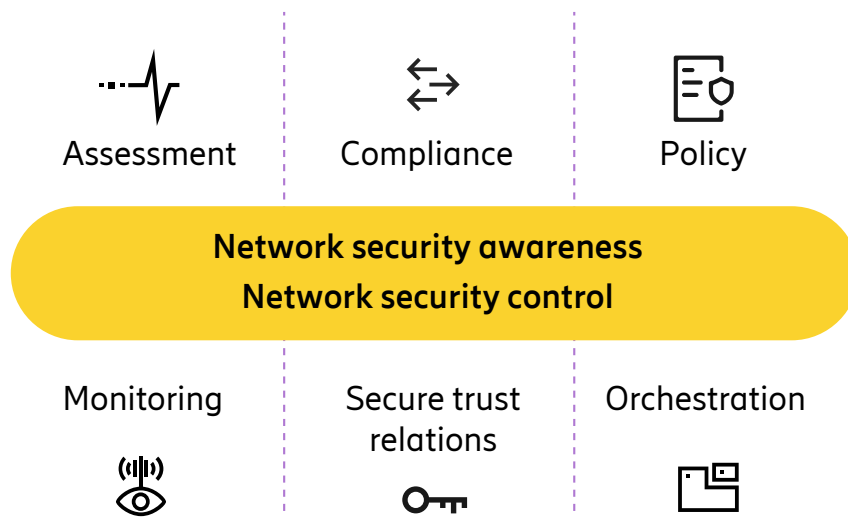 Assessment
Compliance
Policy
Network security awareness
Network security control
Monitoring
Secure trust
relations
Orchestration